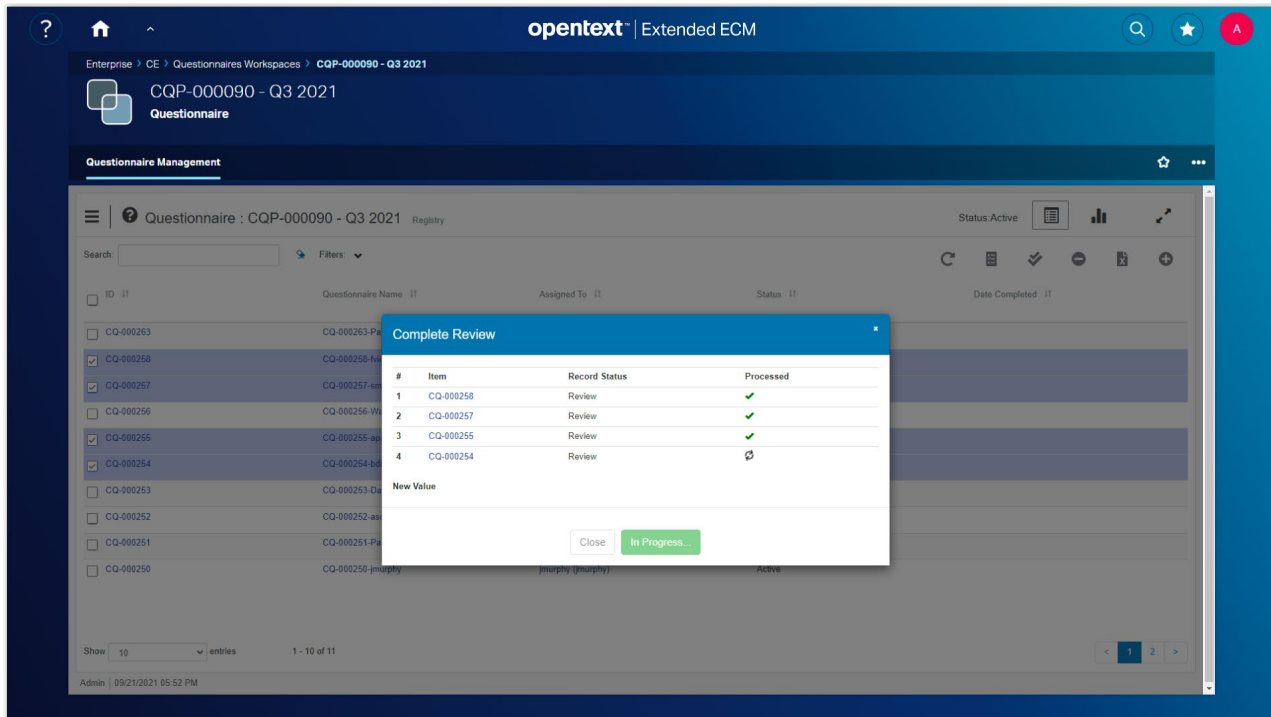 ?
opentext™ | Extended ECM
A
Enterprise > CE > Questionnaires Workspaces > CQP-000090 - Q3 2021
CQP-000090 - Q3 2021
Questionnaire
Questionnaire Management
Questionnaire : CQP-000090 - Q3 2021 Registry Status:Active
Search: Filters:
ID Questionnaire Name Assigned To Status Date Completed
CQ-000263 CQ-000263-Pa
CQ-000258
CQ-000257 CQ-000257-sm
CQ-000256 CQ-000256-Wa
CQ-000255 CQ-000255-ap
CQ-000254 CQ-000254-bd
CQ-000253 CQ-000253-Da
CQ-000252 CQ-000252-as
CQ-000251 CQ-000251-Pa
CQ-000250 CQ-000250-jmurphy jmurphy (jmurphy) Active
Complete Review
# Item Record Status Processed
1 CQ-000258 Review
2 CQ-000257 Review
3 CQ-000255 Review
4 CQ-000254 Review
New Value
Close In Progress...
Show 10 entries 1 - 10 of 11 < 1 2 >
Admin | 09/21/2021 05:52 PM